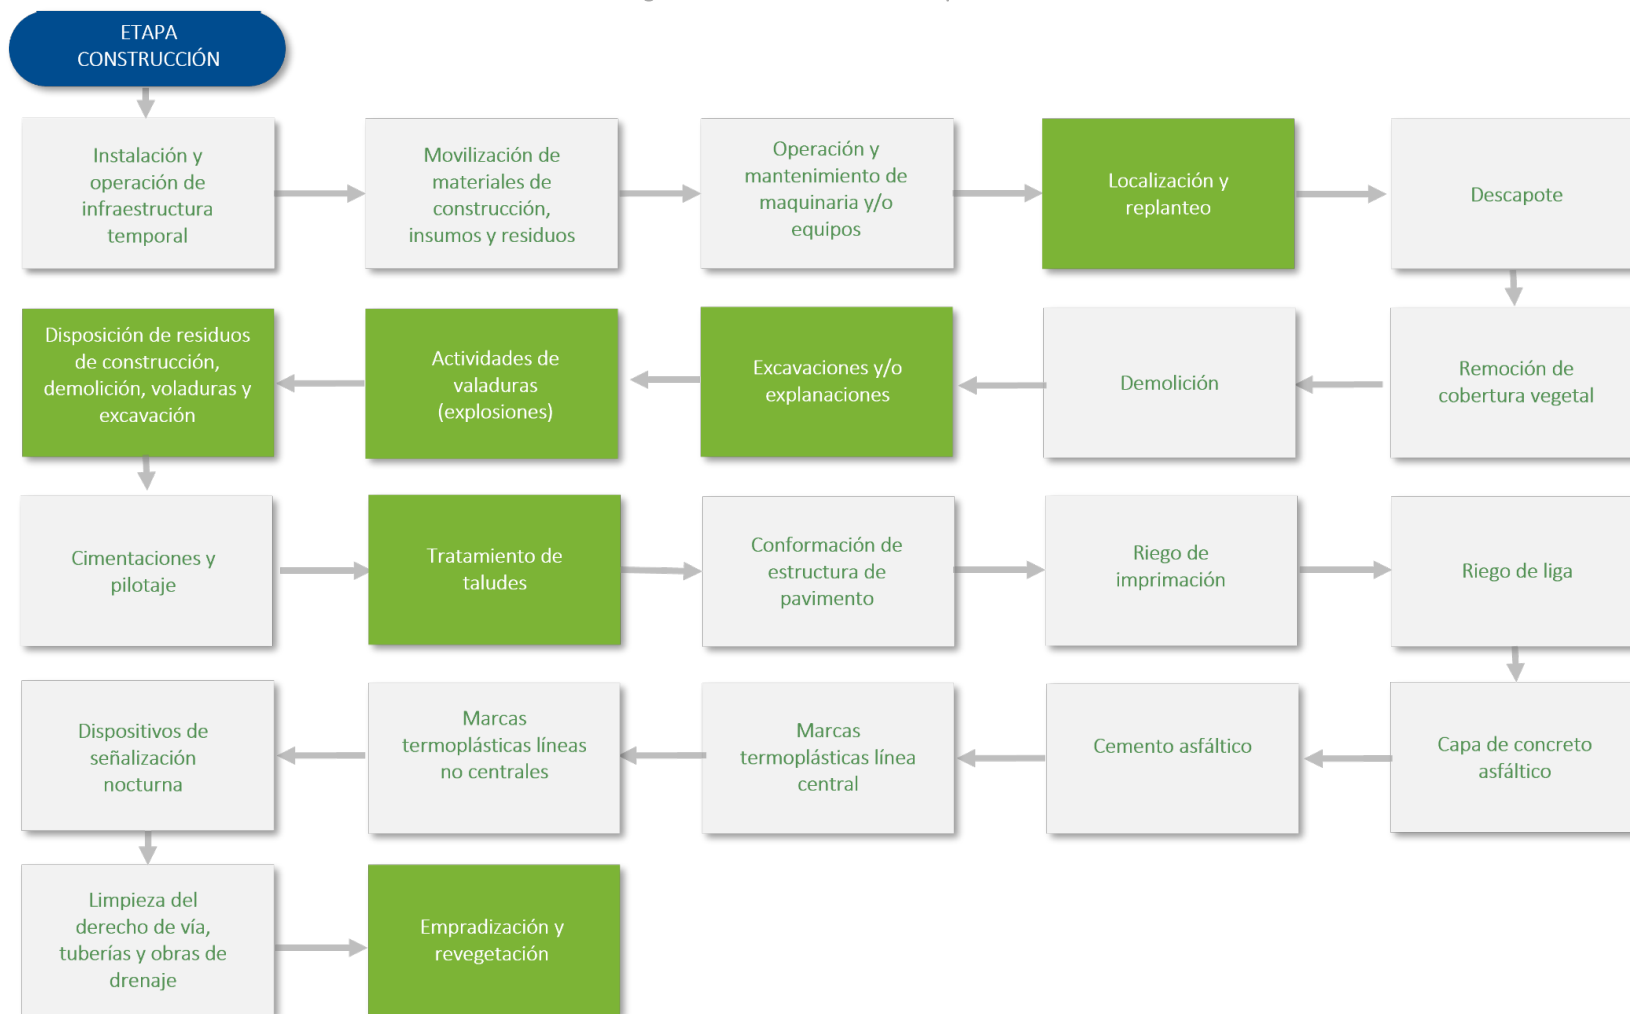 ETAPA
CONSTRUCCIÓN
Instalación y
operación de
infraestructura
temporal
Movilización de
materiales de
construcción,
insumos y residuos
Operación y
mantenimiento de
maquinaria y/o
equipos
Localización y
replanteo
Descapote
Remoción de
cobertura vegetal
Demolición
Excavaciones y/o
explanaciones
Actividades de
valaduras
(explosiones)
Disposición de residuos
de construcción,
demolición, voladuras y
excavación
Cimentaciones y
pilotaje
Tratamiento de
taludes
Conformación de
estructura de
pavimento
Riego de
imprimación
Riego de liga
Capa de concreto
asfáltico
Cemento asfáltico
Marcas
termoplásticas línea
central
Marcas
termoplásticas líneas
no centrales
Dispositivos de
señalización
nocturna
Limpieza del
derecho de vía,
tuberías y obras de
drenaje
Empradización y
revegetación